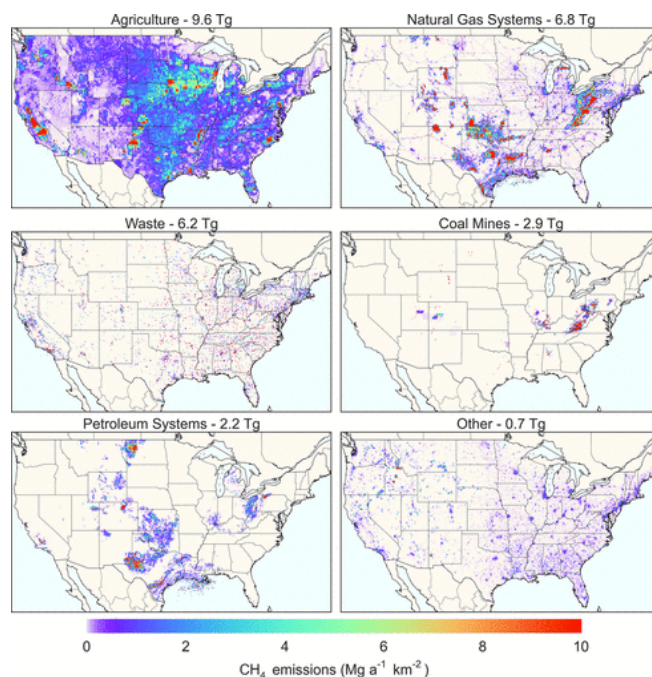 Agriculture - 9.6 Tg
Natural Gas Systems - 6.8 Tg
Waste - 6.2 Tg
Coal Mines - 2.9 Tg
Petroleum Systems - 2.2 Tg
Other - 0.7 Tg
0 2 4 6 8 10
CH₄ emissions (Mg a⁻¹ km⁻²)